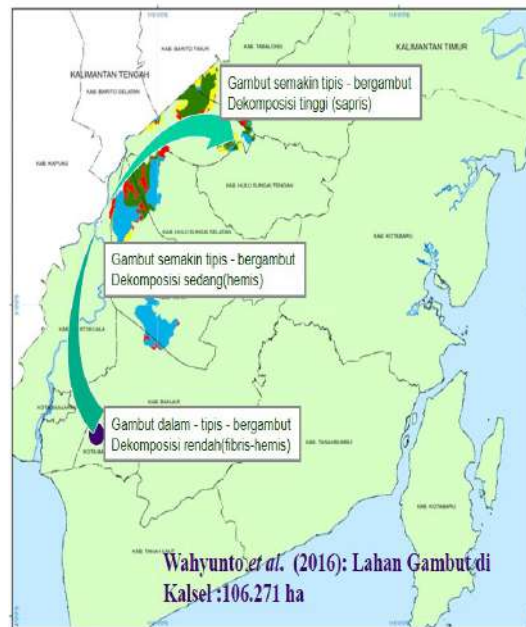 KAB. BARITO TIMUR
KAB. TABALONG
KALIMANTAN TIMUR
KALIMANTAN TENGAH
KAB. BARITO SELATAN
Gambut semakin tipis - bergambut
Dekomposisi tinggi (sapris)
KAB. KAPUAS
KAB. HULU SUNGAI TENGAH
KAB. HULU SUNGAI SELATAN
KAB. KOTABARU
Gambut semakin tipis - bergambut
Dekomposisi sedang(hemis)
KAB. BANJAR
Gambut dalam - tipis - bergambut
Dekomposisi rendah(fibris-hemis)
KAB. TANAH BUMBU
KAB. KOTABARU
KAB. TANAH LAUT
Wahyunto.et al. (2016): Lahan Gambut di
Kalsel :106.271 ha